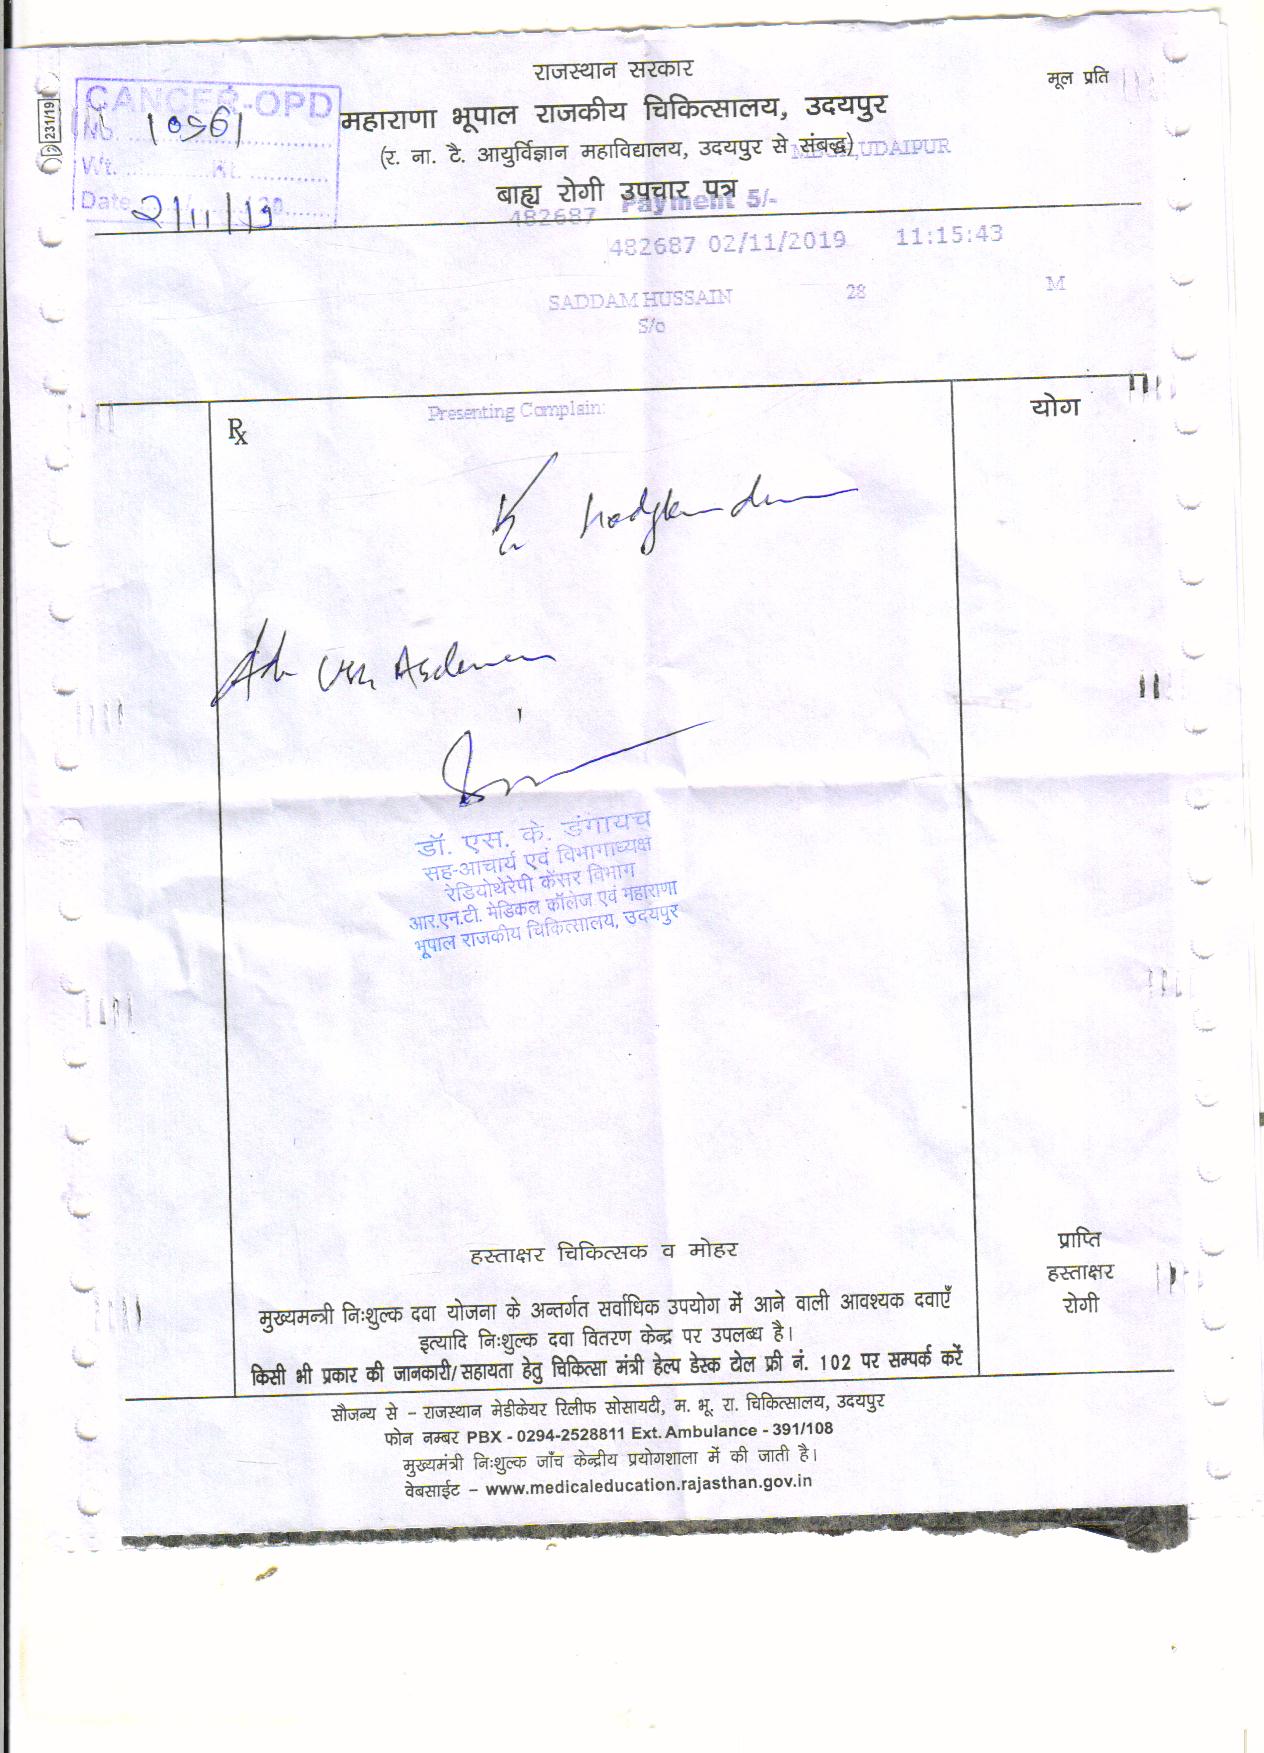 राजस्थान सरकार
मूल प्रति
231/19
CANCER-OPD
No.
Wt. Ht.
Date 2/11/19
महाराणा भूपाल राजकीय चिकित्सालय, उदयपुर
(र. ना. टै. आयुर्विज्ञान महाविद्यालय, उदयपुर से संबद्ध)
UDAIPUR
बाह्य रोगी उपचार पत्र
482687 Payment 5/-
482687 02/11/2019 11:15:43
SADDAM HUSSAIN 28 M
S/o
Rx
Presenting Complain:
योग
डॉ. एस. के. डंगायच
सह-आचार्य एवं विभागाध्यक्ष
रेडियोथेरेपी केंसर विभाग
आर.एन.टी. मेडिकल कॉलेज एवं महाराणा
भूपाल राजकीय चिकित्सालय, उदयपुर
हस्ताक्षर चिकित्सक व मोहर
प्राप्ति
हस्ताक्षर
रोगी
मुख्यमन्त्री निःशुल्क दवा योजना के अन्तर्गत सर्वाधिक उपयोग में आने वाली आवश्यक दवाएँ
इत्यादि निःशुल्क दवा वितरण केन्द्र पर उपलब्ध है।
किसी भी प्रकार की जानकारी/सहायता हेतु चिकित्सा मंत्री हेल्प डेस्क टोल फ्री नं. 102 पर सम्पर्क करें
सौजन्य से - राजस्थान मेडीकेयर रिलीफ सोसायटी, म. भू. रा. चिकित्सालय, उदयपुर
फोन नम्बर PBX - 0294-2528811 Ext. Ambulance - 391/108
मुख्यमंत्री निःशुल्क जाँच केन्द्रीय प्रयोगशाला में की जाती है।
वेबसाईट - www.medicaleducation.rajasthan.gov.in